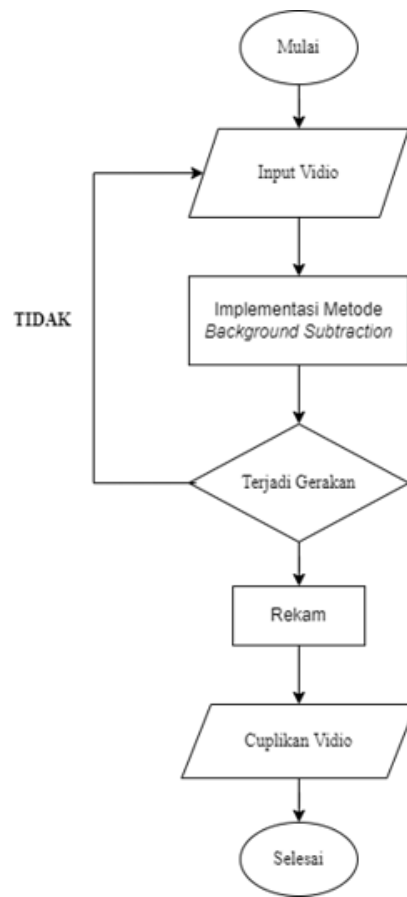 Mulai
Input Vidio
Implementasi Metode
Background Subtraction
TIDAK
Terjadi Gerakan
Rekam
Cuplikan Vidio
Selesai